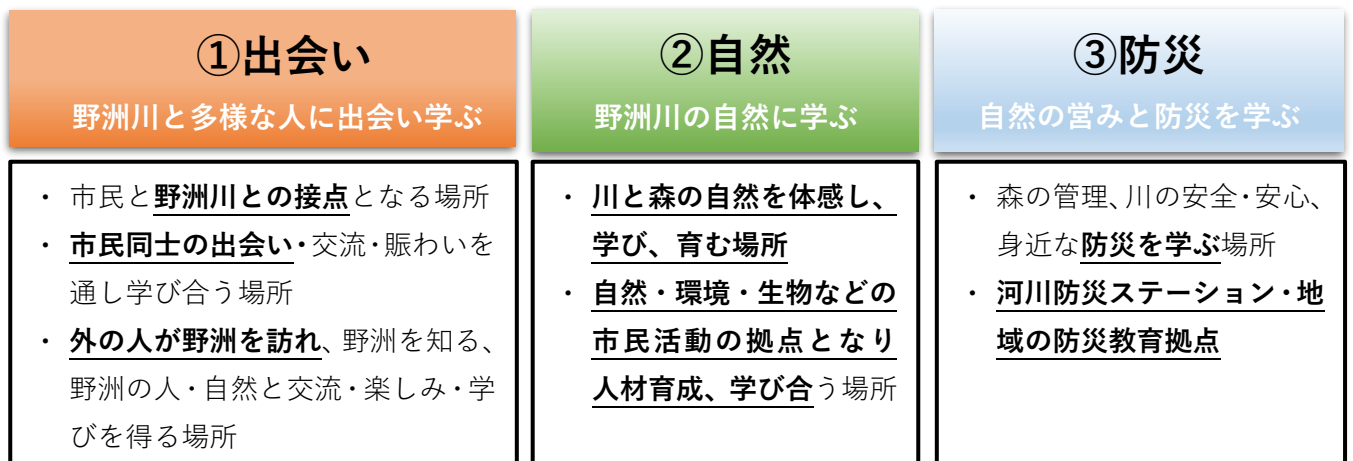 ①出会い
野洲川と多様な人に出会い学ぶ
・ 市民と野洲川との接点となる場所
・ 市民同士の出会い・交流・賑わいを
通し学び合う場所
・ 外の人が野洲を訪れ、野洲を知る、
野洲の人・自然と交流・楽しみ・学
びを得る場所
②自然
野洲川の自然に学ぶ
・ 川と森の自然を体感し、
学び、育む場所
・ 自然・環境・生物などの
市民活動の拠点となり
人材育成、学び合う場所
③防災
自然の営みと防災を学ぶ
・ 森の管理、川の安全・安心、
身近な防災を学ぶ場所
・ 河川防災ステーション・地
域の防災教育拠点